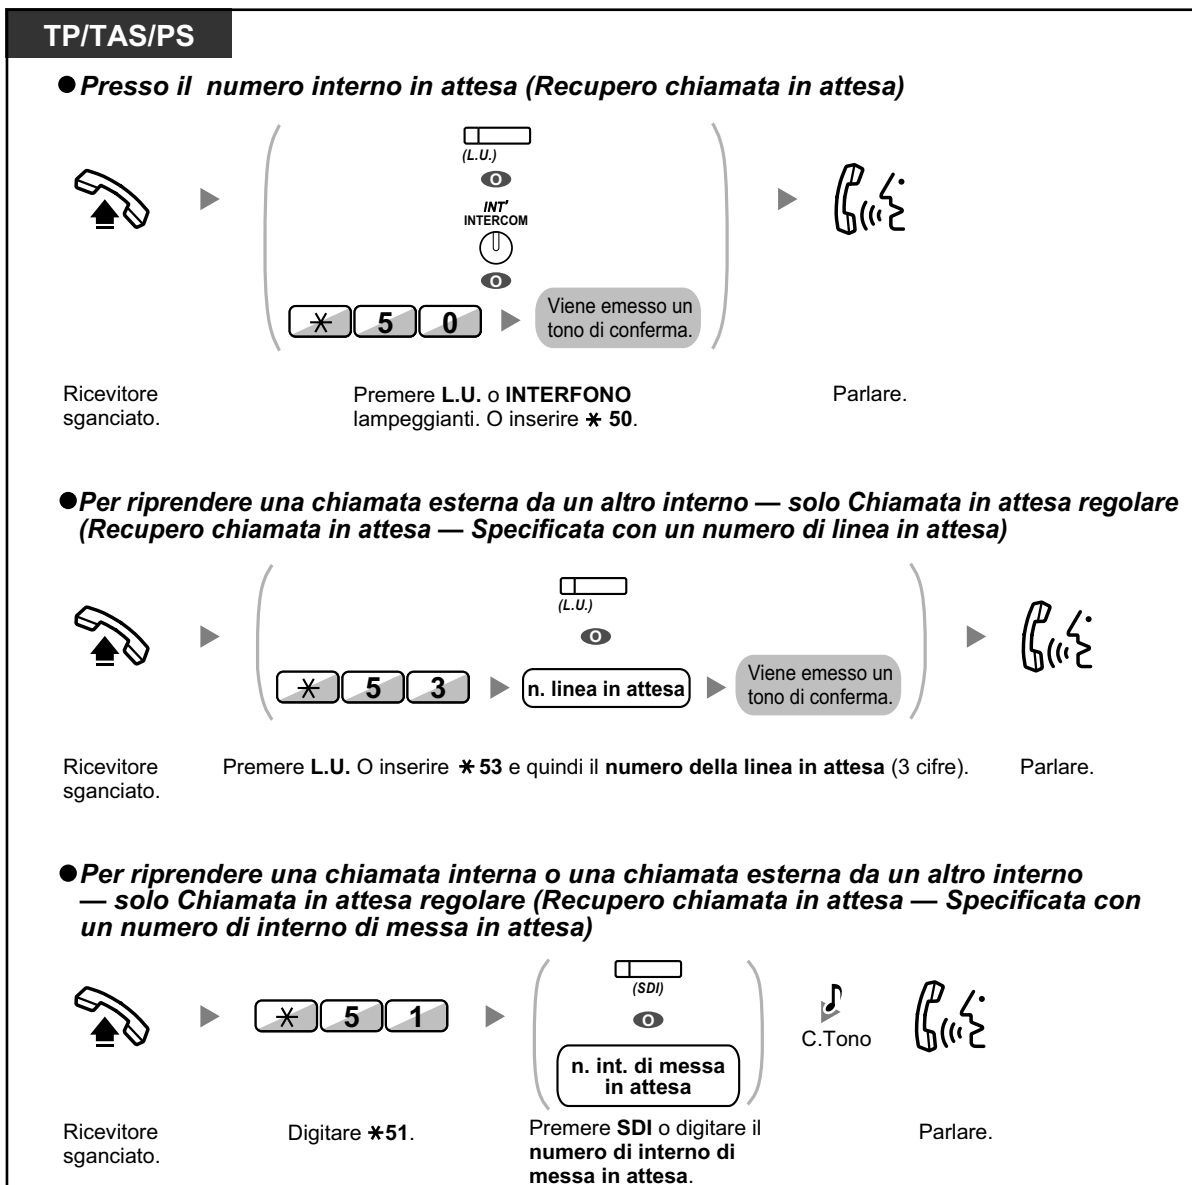 TP/TAS/PS
●Presso il numero interno in attesa (Recupero chiamata in attesa)
(L.U.)
O
INT'
INTERCOM
O
* 5 0
Viene emesso un
tono di conferma.
Ricevitore
sganciato.
Premere L.U. o INTERFONO
lampeggianti. O inserire * 50.
Parlare.
●Per riprendere una chiamata esterna da un altro interno — solo Chiamata in attesa regolare
(Recupero chiamata in attesa — Specificata con un numero di linea in attesa)
(L.U.)
O
* 5 3
n. linea in attesa
Viene emesso un
tono di conferma.
Ricevitore
sganciato.
Premere L.U. O inserire *53 e quindi il numero della linea in attesa (3 cifre).
Parlare.
●Per riprendere una chiamata interna o una chiamata esterna da un altro interno
— solo Chiamata in attesa regolare (Recupero chiamata in attesa — Specificata con
un numero di interno di messa in attesa)
* 5 1
(SDI)
O
n. int. di messa
in attesa
C.Tono
Ricevitore
sganciato.
Digitare *51.
Premere SDI o digitare il
numero di interno di
messa in attesa.
Parlare.